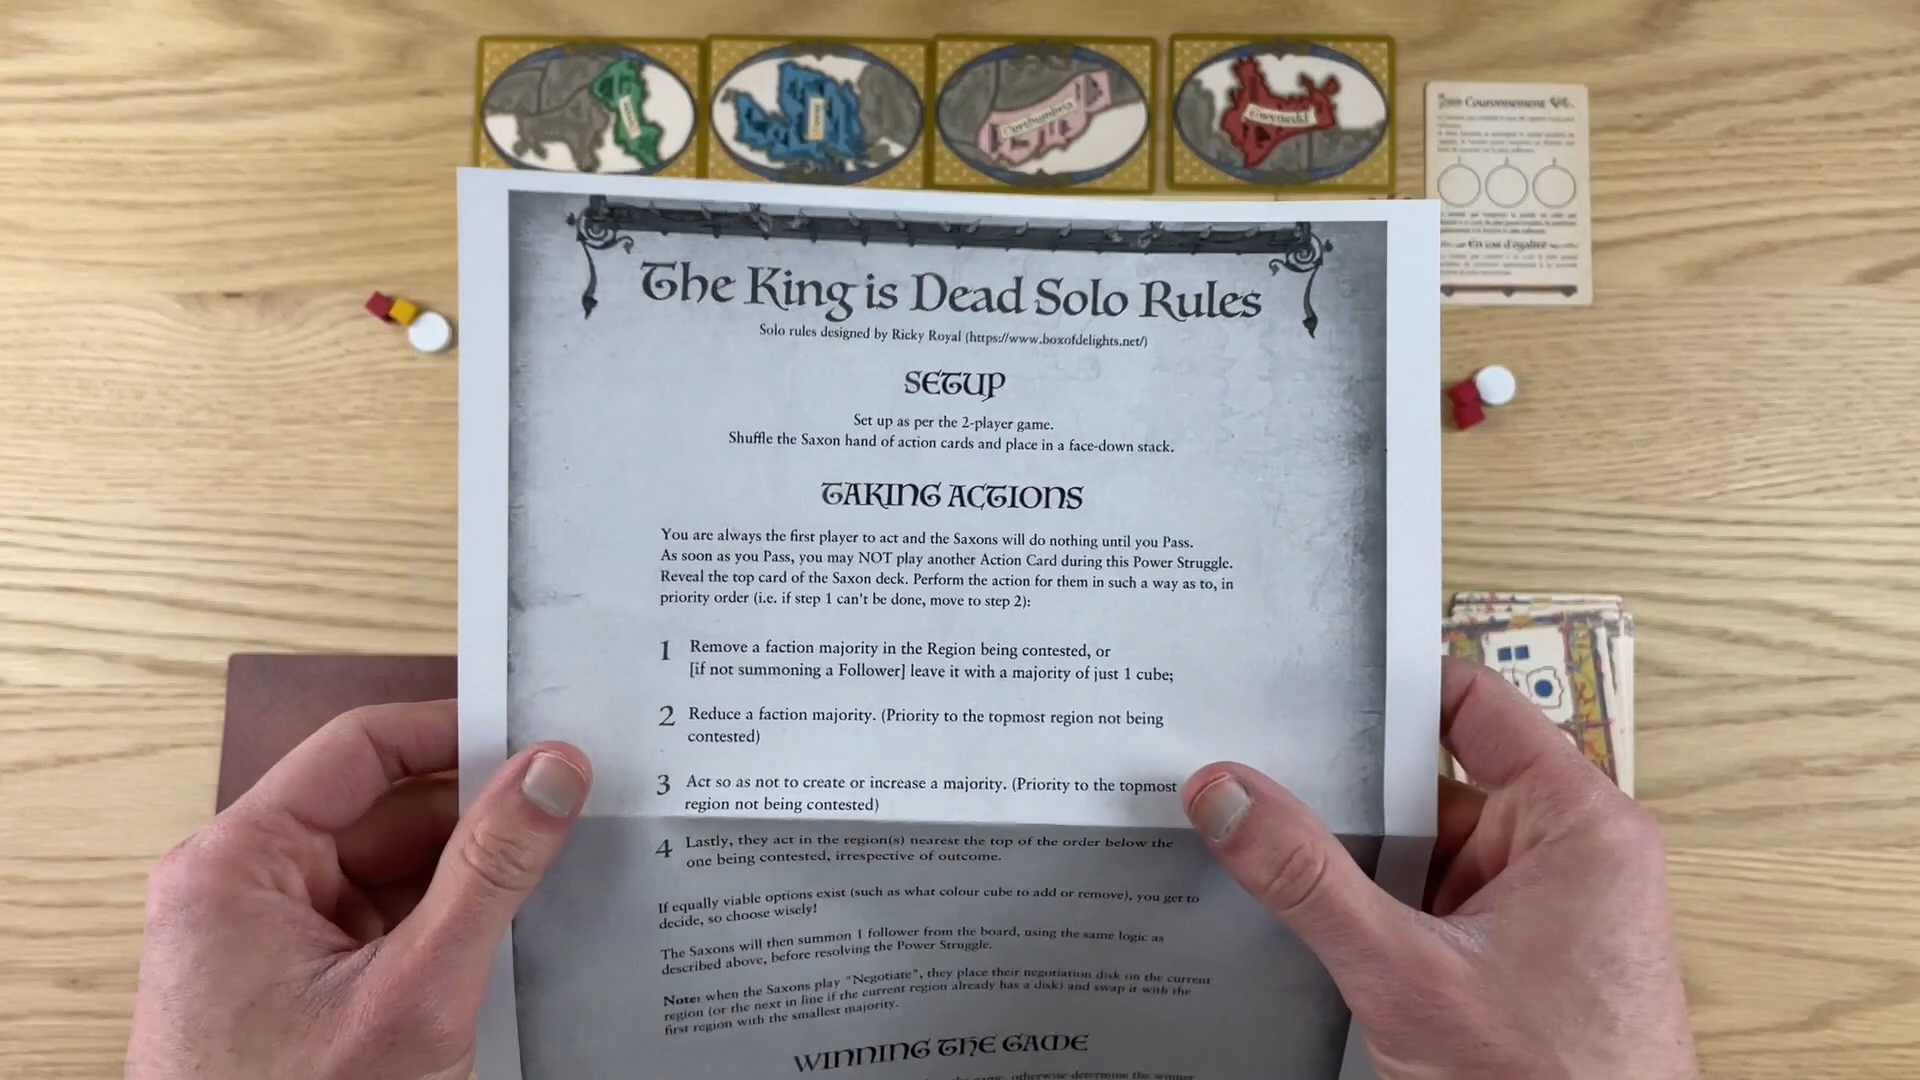 Northumbria
Gwynedd
Couronnement
En cas d'égalité
The King is Dead Solo Rules
Solo rules designed by Ricky Royal (https://www.boxofdelights.net/)
SETUP
Set up as per the 2-player game.
Shuffle the Saxon hand of action cards and place in a face-down stack.
TAKING ACTIONS
You are always the first player to act and the Saxons will do nothing until you Pass.
As soon as you Pass, you may NOT play another Action Card during this Power Struggle.
Reveal the top card of the Saxon deck. Perform the action for them in such a way as to, in
priority order (i.e. if step 1 can't be done, move to step 2):
1 Remove a faction majority in the Region being contested, or
[if not summoning a Follower] leave it with a majority of just 1 cube;
2 Reduce a faction majority. (Priority to the topmost region not being
contested)
3 Act so as not to create or increase a majority. (Priority to the topmost
region not being contested)
4 Lastly, they act in the region(s) nearest the top of the order below the
one being contested, irrespective of outcome.
If equally viable options exist (such as what colour cube to add or remove), you get to
decide, so choose wisely!
The Saxons will then summon 1 follower from the board, using the same logic as
described above, before resolving the Power Struggle.
Note: when the Saxons play "Negotiate", they place their negotiation disk on the current
region (or the next in line if the current region already has a disk) and swap it with the
first region with the smallest majority.
WINNING THE GAME
the game, otherwise determine the winner